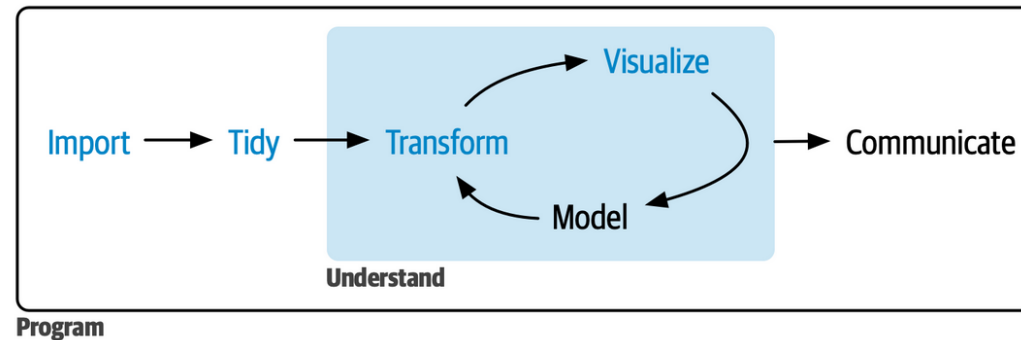 Visualize
Import
Tidy
Transform
Communicate
Model
Understand
Program